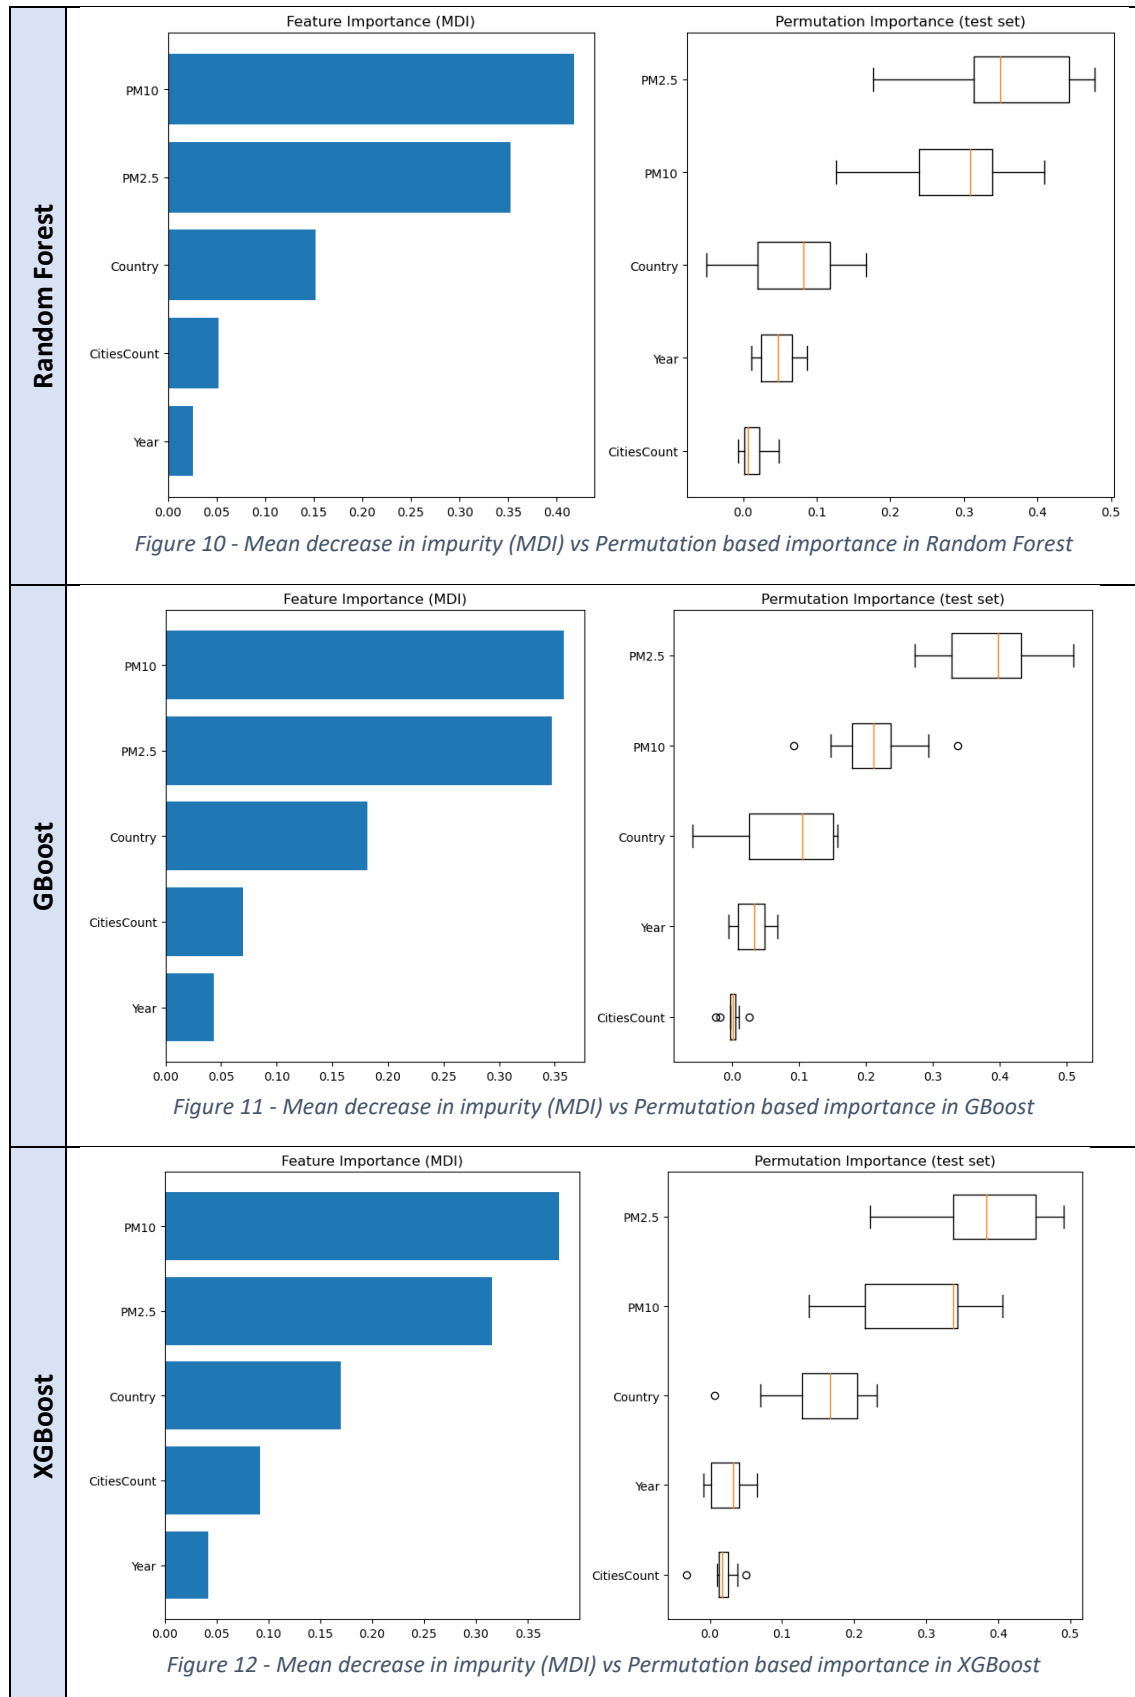 Random Forest
Feature Importance (MDI)
PM10
PM2.5
Country
CitiesCount
Year
0.00 0.05 0.10 0.15 0.20 0.25 0.30 0.35 0.40
Permutation Importance (test set)
PM2.5
PM10
Country
Year
CitiesCount
0.0 0.1 0.2 0.3 0.4 0.5
Figure 10 - Mean decrease in impurity (MDI) vs Permutation based importance in Random Forest
GBoost
Feature Importance (MDI)
PM10
PM2.5
Country
CitiesCount
Year
0.00 0.05 0.10 0.15 0.20 0.25 0.30 0.35
Permutation Importance (test set)
PM2.5
PM10
Country
Year
CitiesCount
0.0 0.1 0.2 0.3 0.4 0.5
Figure 11 - Mean decrease in impurity (MDI) vs Permutation based importance in GBoost
XGBoost
Feature Importance (MDI)
PM10
PM2.5
Country
CitiesCount
Year
0.00 0.05 0.10 0.15 0.20 0.25 0.30 0.35
Permutation Importance (test set)
PM2.5
PM10
Country
Year
CitiesCount
0.0 0.1 0.2 0.3 0.4 0.5
Figure 12 - Mean decrease in impurity (MDI) vs Permutation based importance in XGBoost